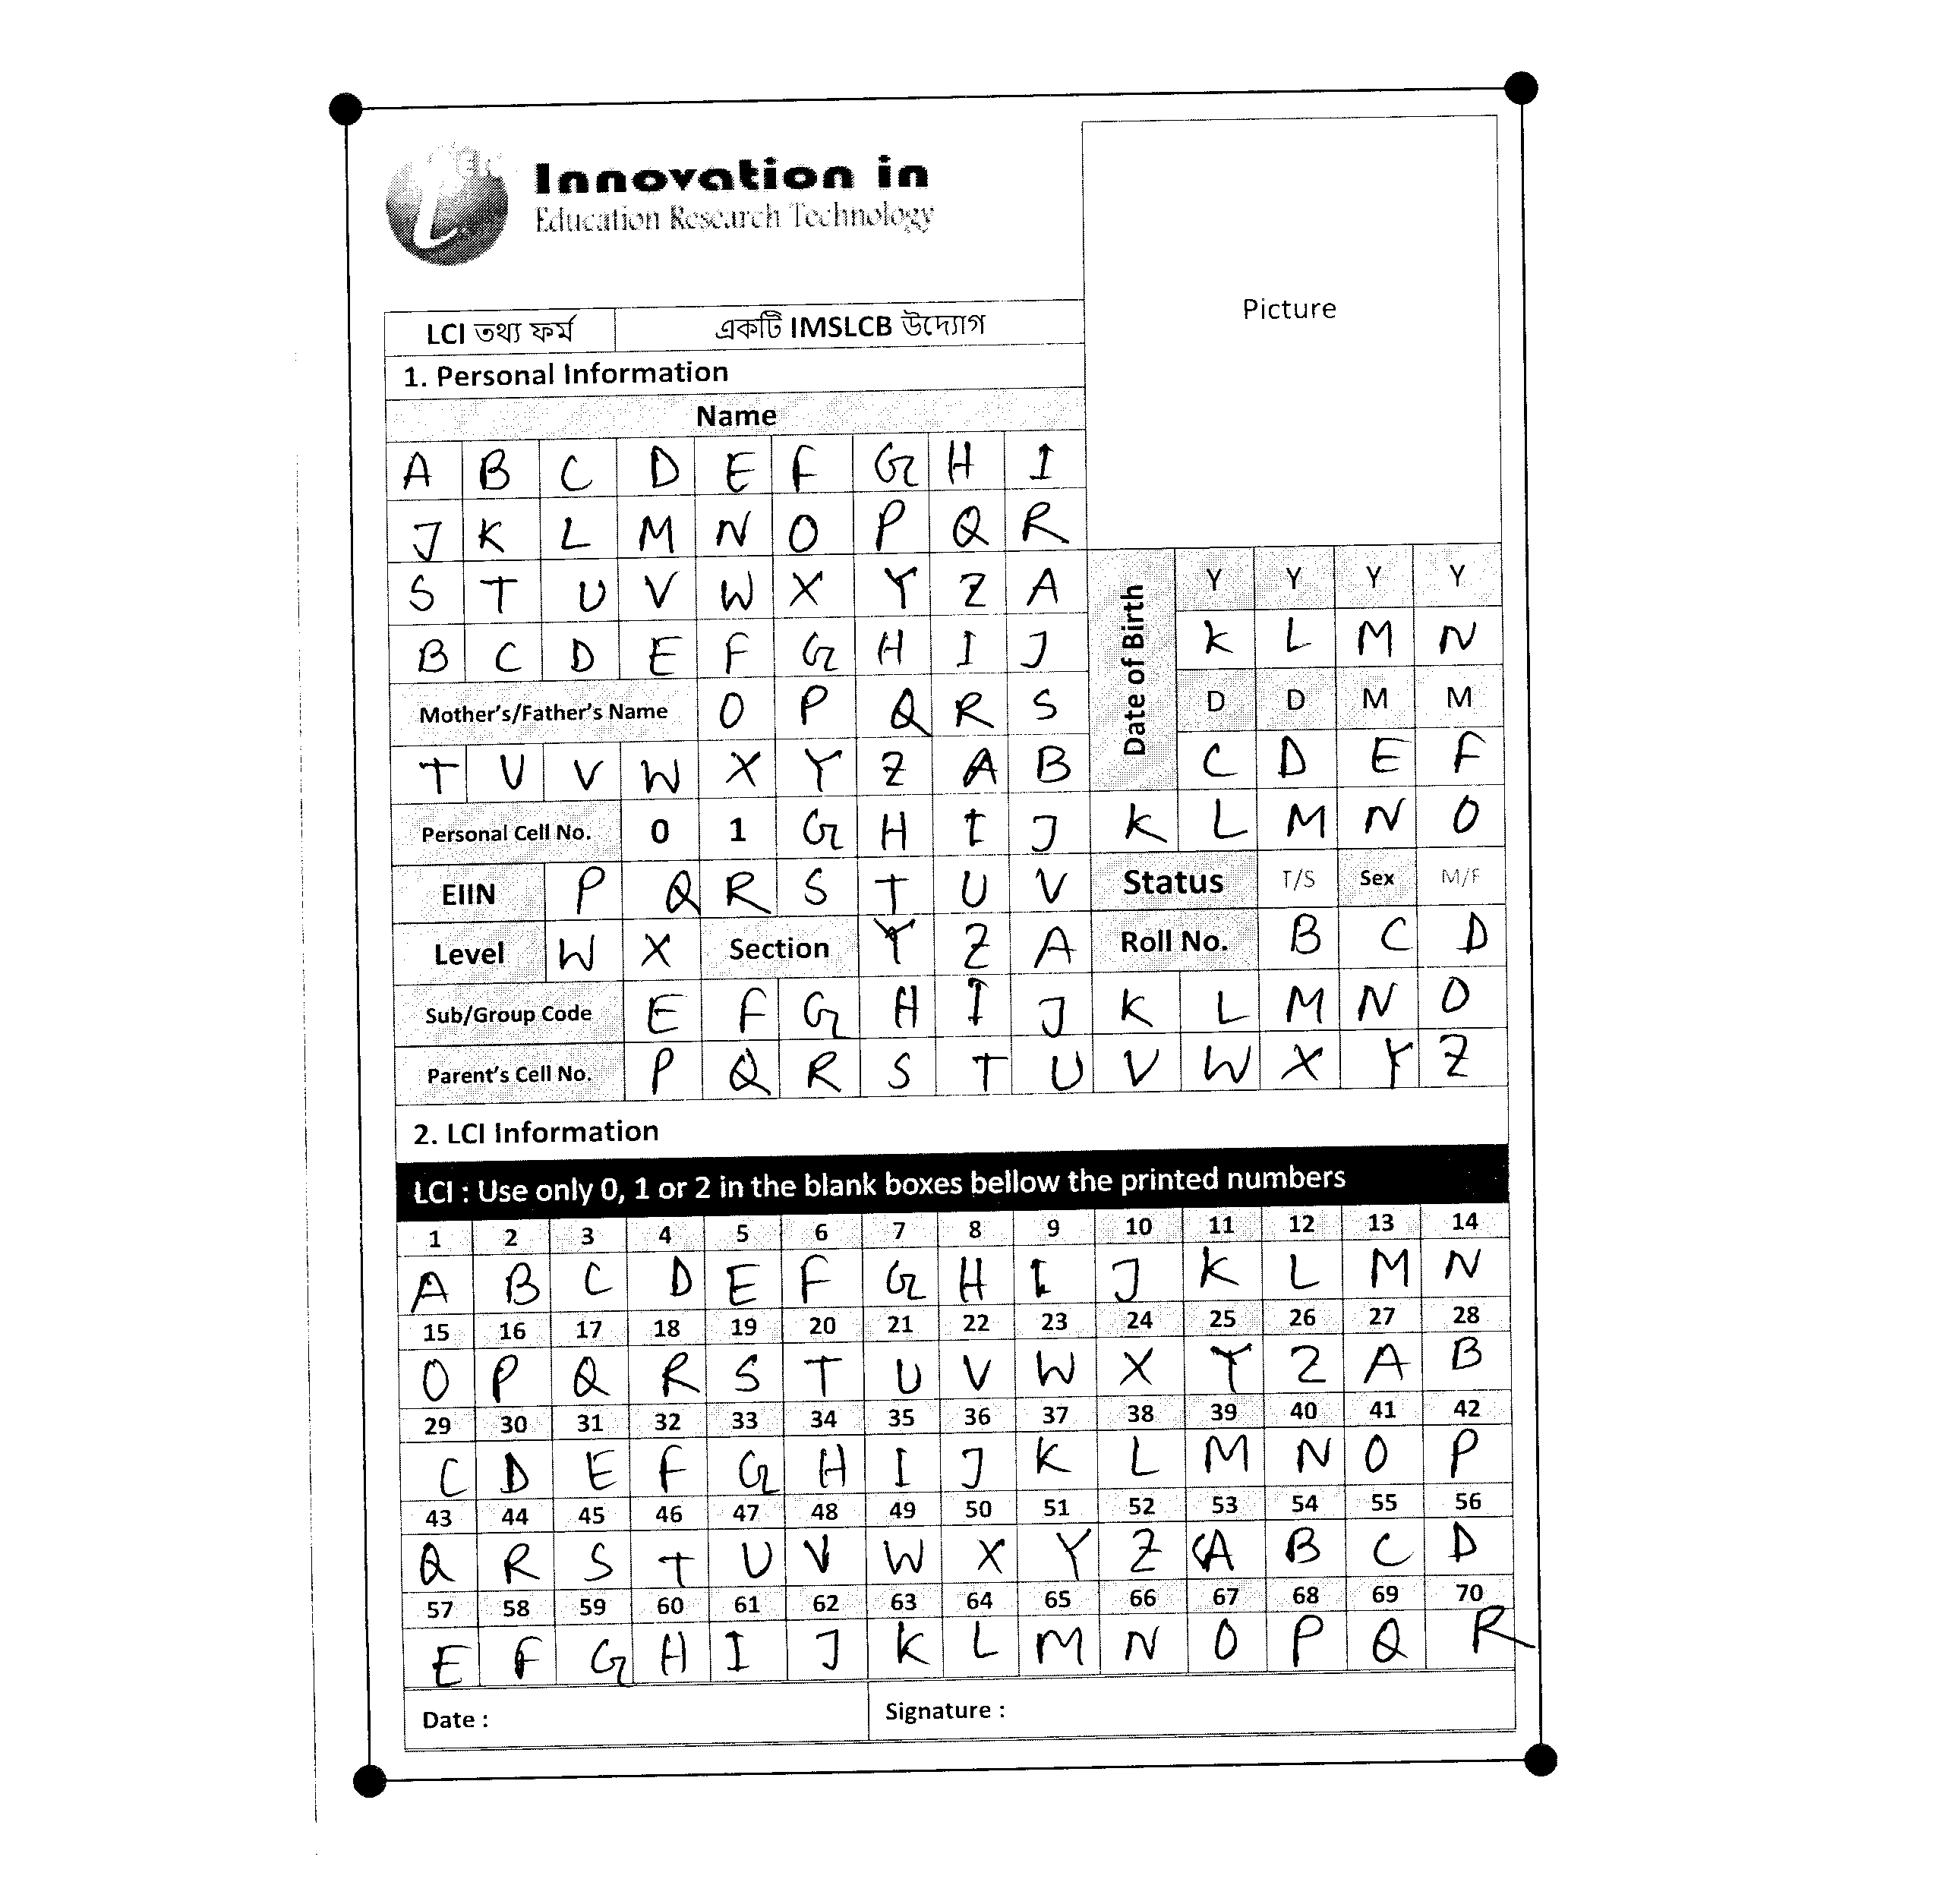 Innovation in
Education Research Technology
Picture
LCI তথ্য ফর্ম একটি IMSLCB উদ্যোগ
1. Personal Information
Name
A B C D E F G H I
J K L M N O P Q R
S T U V W X Y Z A
B C D E F G H I J
Date of Birth
Y Y Y Y
K L M N
D D M M
C D E F
Mother's/Father's Name O P Q R S
T U V W X Y Z A B
Personal Cell No. 0 1 G H I J K L M N O
EIIN P Q R S T U V Status T/S Sex M/F
Level W X Section Y Z A Roll No. B C D
Sub/Group Code E F G H I J K L M N O
Parent's Cell No. P Q R S T U V W X Y Z
2. LCI Information
LCI : Use only 0, 1 or 2 in the blank boxes bellow the printed numbers
1 2 3 4 5 6 7 8 9 10 11 12 13 14
A B C D E F G H I J K L M N
15 16 17 18 19 20 21 22 23 24 25 26 27 28
O P Q R S T U V W X Y Z A B
29 30 31 32 33 34 35 36 37 38 39 40 41 42
C D E F G H I J K L M N O P
43 44 45 46 47 48 49 50 51 52 53 54 55 56
Q R S T U V W X Y Z A B C D
57 58 59 60 61 62 63 64 65 66 67 68 69 70
E F G H I J K L M N O P Q R
Date : Signature :